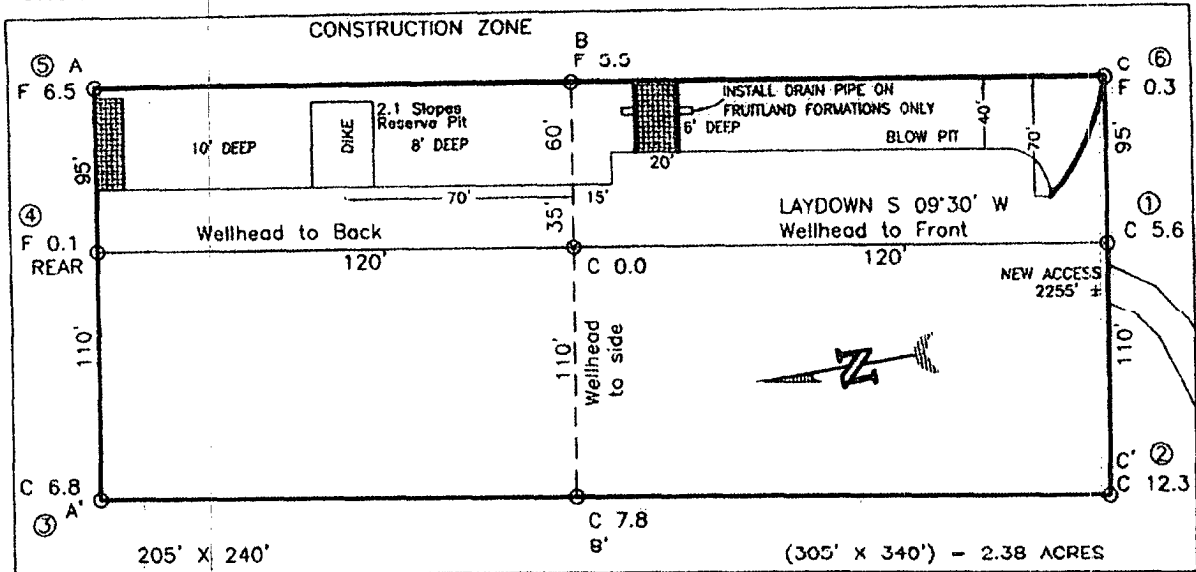 CONSTRUCTION ZONE
⑤ A
F 6.5
B
F 5.5
C ⑥
F 0.3
INSTALL DRAIN PIPE ON
FRUITLAND FORMATIONS ONLY
2.1 Slopes
Reserve Pit
10' DEEP
DIKE
8' DEEP
60'
6' DEEP
BLOW PIT
40'
70'
95'
95'
20'
70'
15'
35'
④
F 0.1
REAR
Wellhead to Back
120'
C 0.0
LAYDOWN S 09°30' W
Wellhead to Front
120'
①
C 5.6
NEW ACCESS
2255' ±
110'
110'
Wellhead
to side
N
110'
C 6.8
A'
③
C 7.8
B'
C' ②
C 12.3
205' X 240'
(305' X 340') - 2.38 ACRES